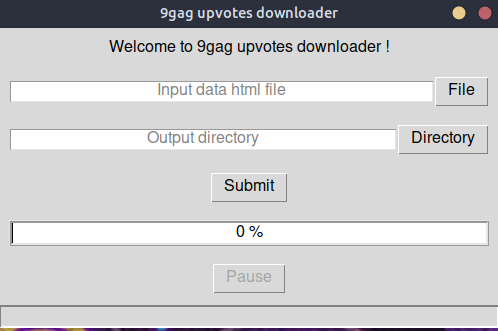 9gag upvotes downloader
Welcome to 9gag upvotes downloader !
Input data html file File
Output directory Directory
Submit
0 %
Pause